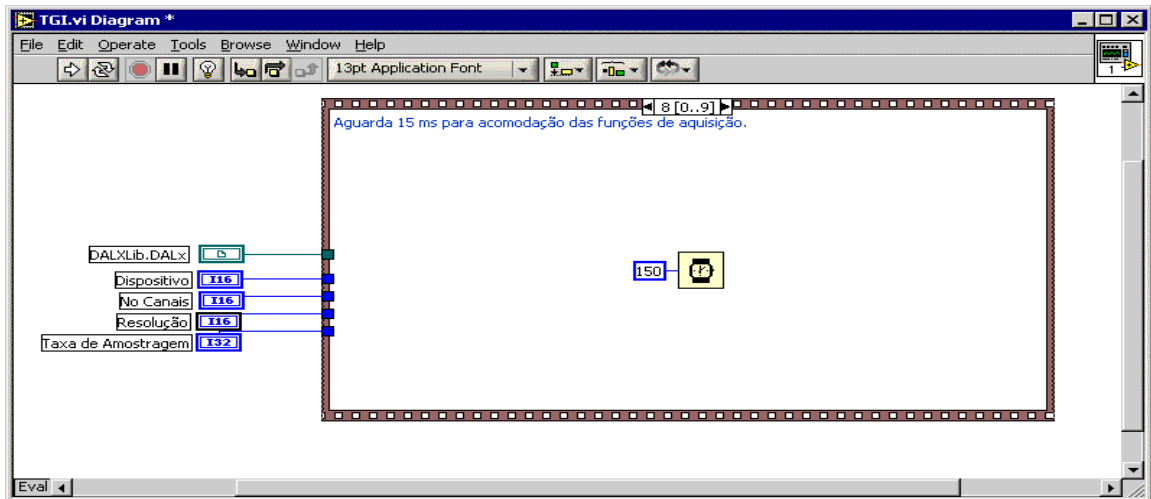 TGI.vi Diagram *
File Edit Operate Tools Browse Window Help
13pt Application Font
1
8 [0..9]
Aguarda 15 ms para acomodação das funções de aquisição.
DALXLib.DALx
Dispositivo I16
No Canais I16
Resolução I16
Taxa de Amostragem I32
150
Eval